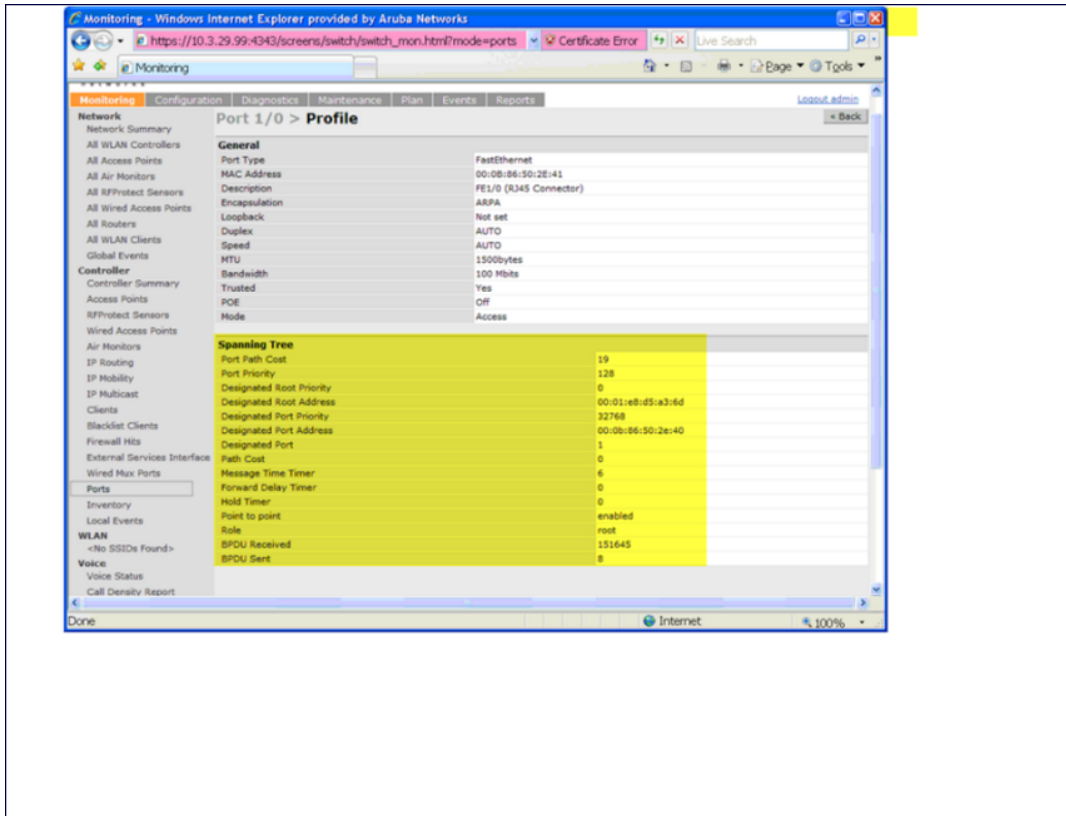 Monitoring - Windows Internet Explorer provided by Aruba Networks
https://10.3.29.99:4343/screens/switch/switch_mon.html?mode=ports Certificate Error Live Search
Monitoring Page Tools
Monitoring Configuration Diagnostics Maintenance Plan Events Reports Logout admin
Network
Network Summary
All WLAN Controllers
All Access Points
All Air Monitors
All RFProtect Sensors
All Wired Access Points
All Routers
All WLAN Clients
Global Events
Controller
Controller Summary
Access Points
RFProtect Sensors
Wired Access Points
Air Monitors
IP Routing
IP Mobility
IP Multicast
Clients
Blacklist Clients
Firewall Hits
External Services Interface
Wired Mux Ports
Ports
Inventory
Local Events
WLAN
<No SSIDs Found>
Voice
Voice Status
Call Density Report
Port 1/0 > Profile « Back
General
Port Type FastEthernet
MAC Address 00:0B:86:50:2E:41
Description FE1/0 (RJ45 Connector)
Encapsulation ARPA
Loopback Not set
Duplex AUTO
Speed AUTO
MTU 1500bytes
Bandwidth 100 Mbits
Trusted Yes
POE Off
Mode Access
Spanning Tree
Port Path Cost 19
Port Priority 128
Designated Root Priority 0
Designated Root Address 00:01:e8:d5:a3:6d
Designated Port Priority 32768
Designated Port Address 00:0b:86:50:2e:40
Designated Port 1
Path Cost 0
Message Time Timer 6
Forward Delay Timer 0
Hold Timer 0
Point to point enabled
Role root
BPDU Received 151645
BPDU Sent 8
Done Internet 100%